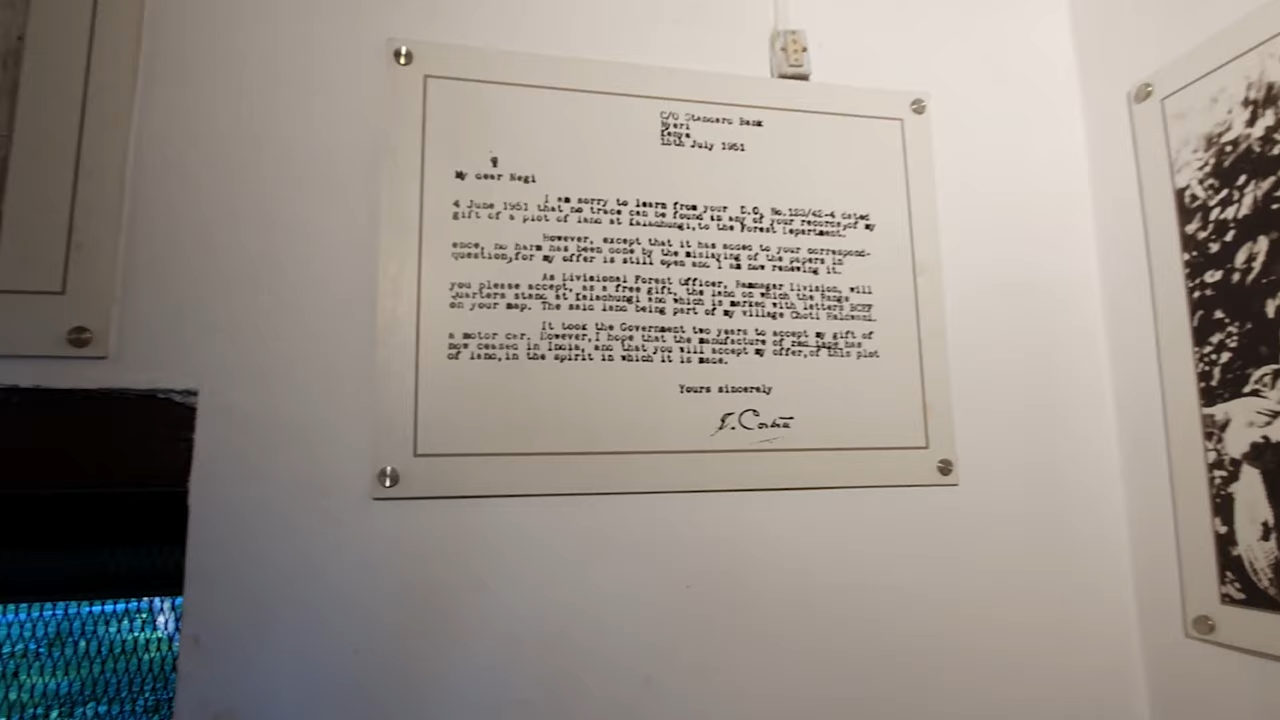 C/O Standard Bank
Nyeri
Kenya
15th July 1951
My dear Negi
I am sorry to learn from your D.O. No.123/42-4 dated
4 June 1951 that no trace can be found in any of your records,of my
gift of a plot of land at Kaladhungi,to the Forest Department.
However, except that it has added to your correspond-
ence, no harm has been done by the mislaying of the papers in
question,for my offer is still open and I am now renewing it.
As Divisional Forest Officer, Ramnagar Division, will
you please accept, as a free gift, the land on which the Range
Quarters stand at Kaladhungi and which is marked with letters
on your map. The said land being part of my village Choti Haldwani.
It took the Government two years to accept my gift of
a motor car. However,I hope that the manufacture of red tape has
now ceased in India, and that you will accept my offer,of this plot
of land,in the spirit in which it is made.
Yours sincerely
J. Corbett